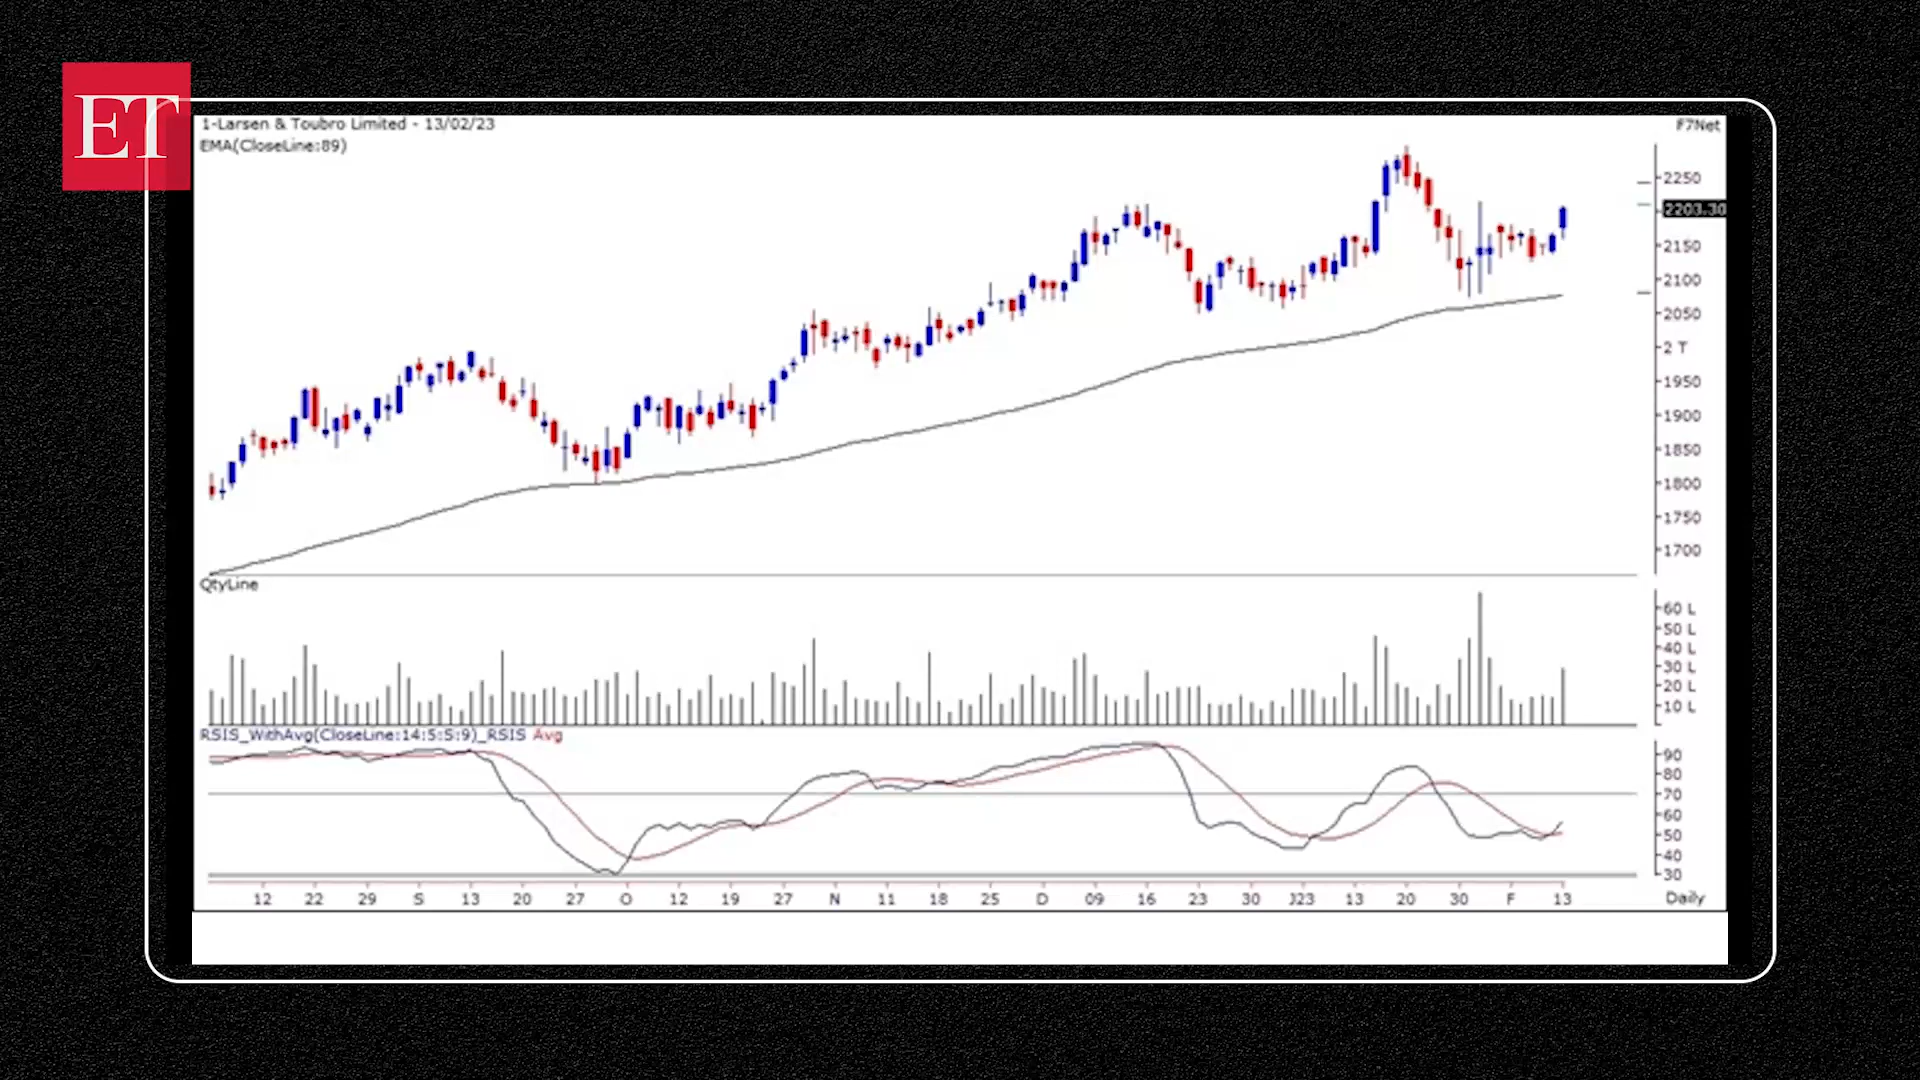 ET
1-Larsen & Toubro Limited - 13/02/23
F7Net
EMA(CloseLine:89)
2250
2203.30
2150
2100
2050
2 T
1950
1900
1850
1800
1750
1700
QtyLine
60 L
50 L
40 L
30 L
20 L
10 L
RSIS_WithAvg(CloseLine:14:5:S:9)_RSIS Avg
90
80
70
60
50
40
30
12 22 29 S 13 20 27 O 12 19 27 N 11 18 25 D 09 16 23 30 J23 13 20 30 F 13 Daily